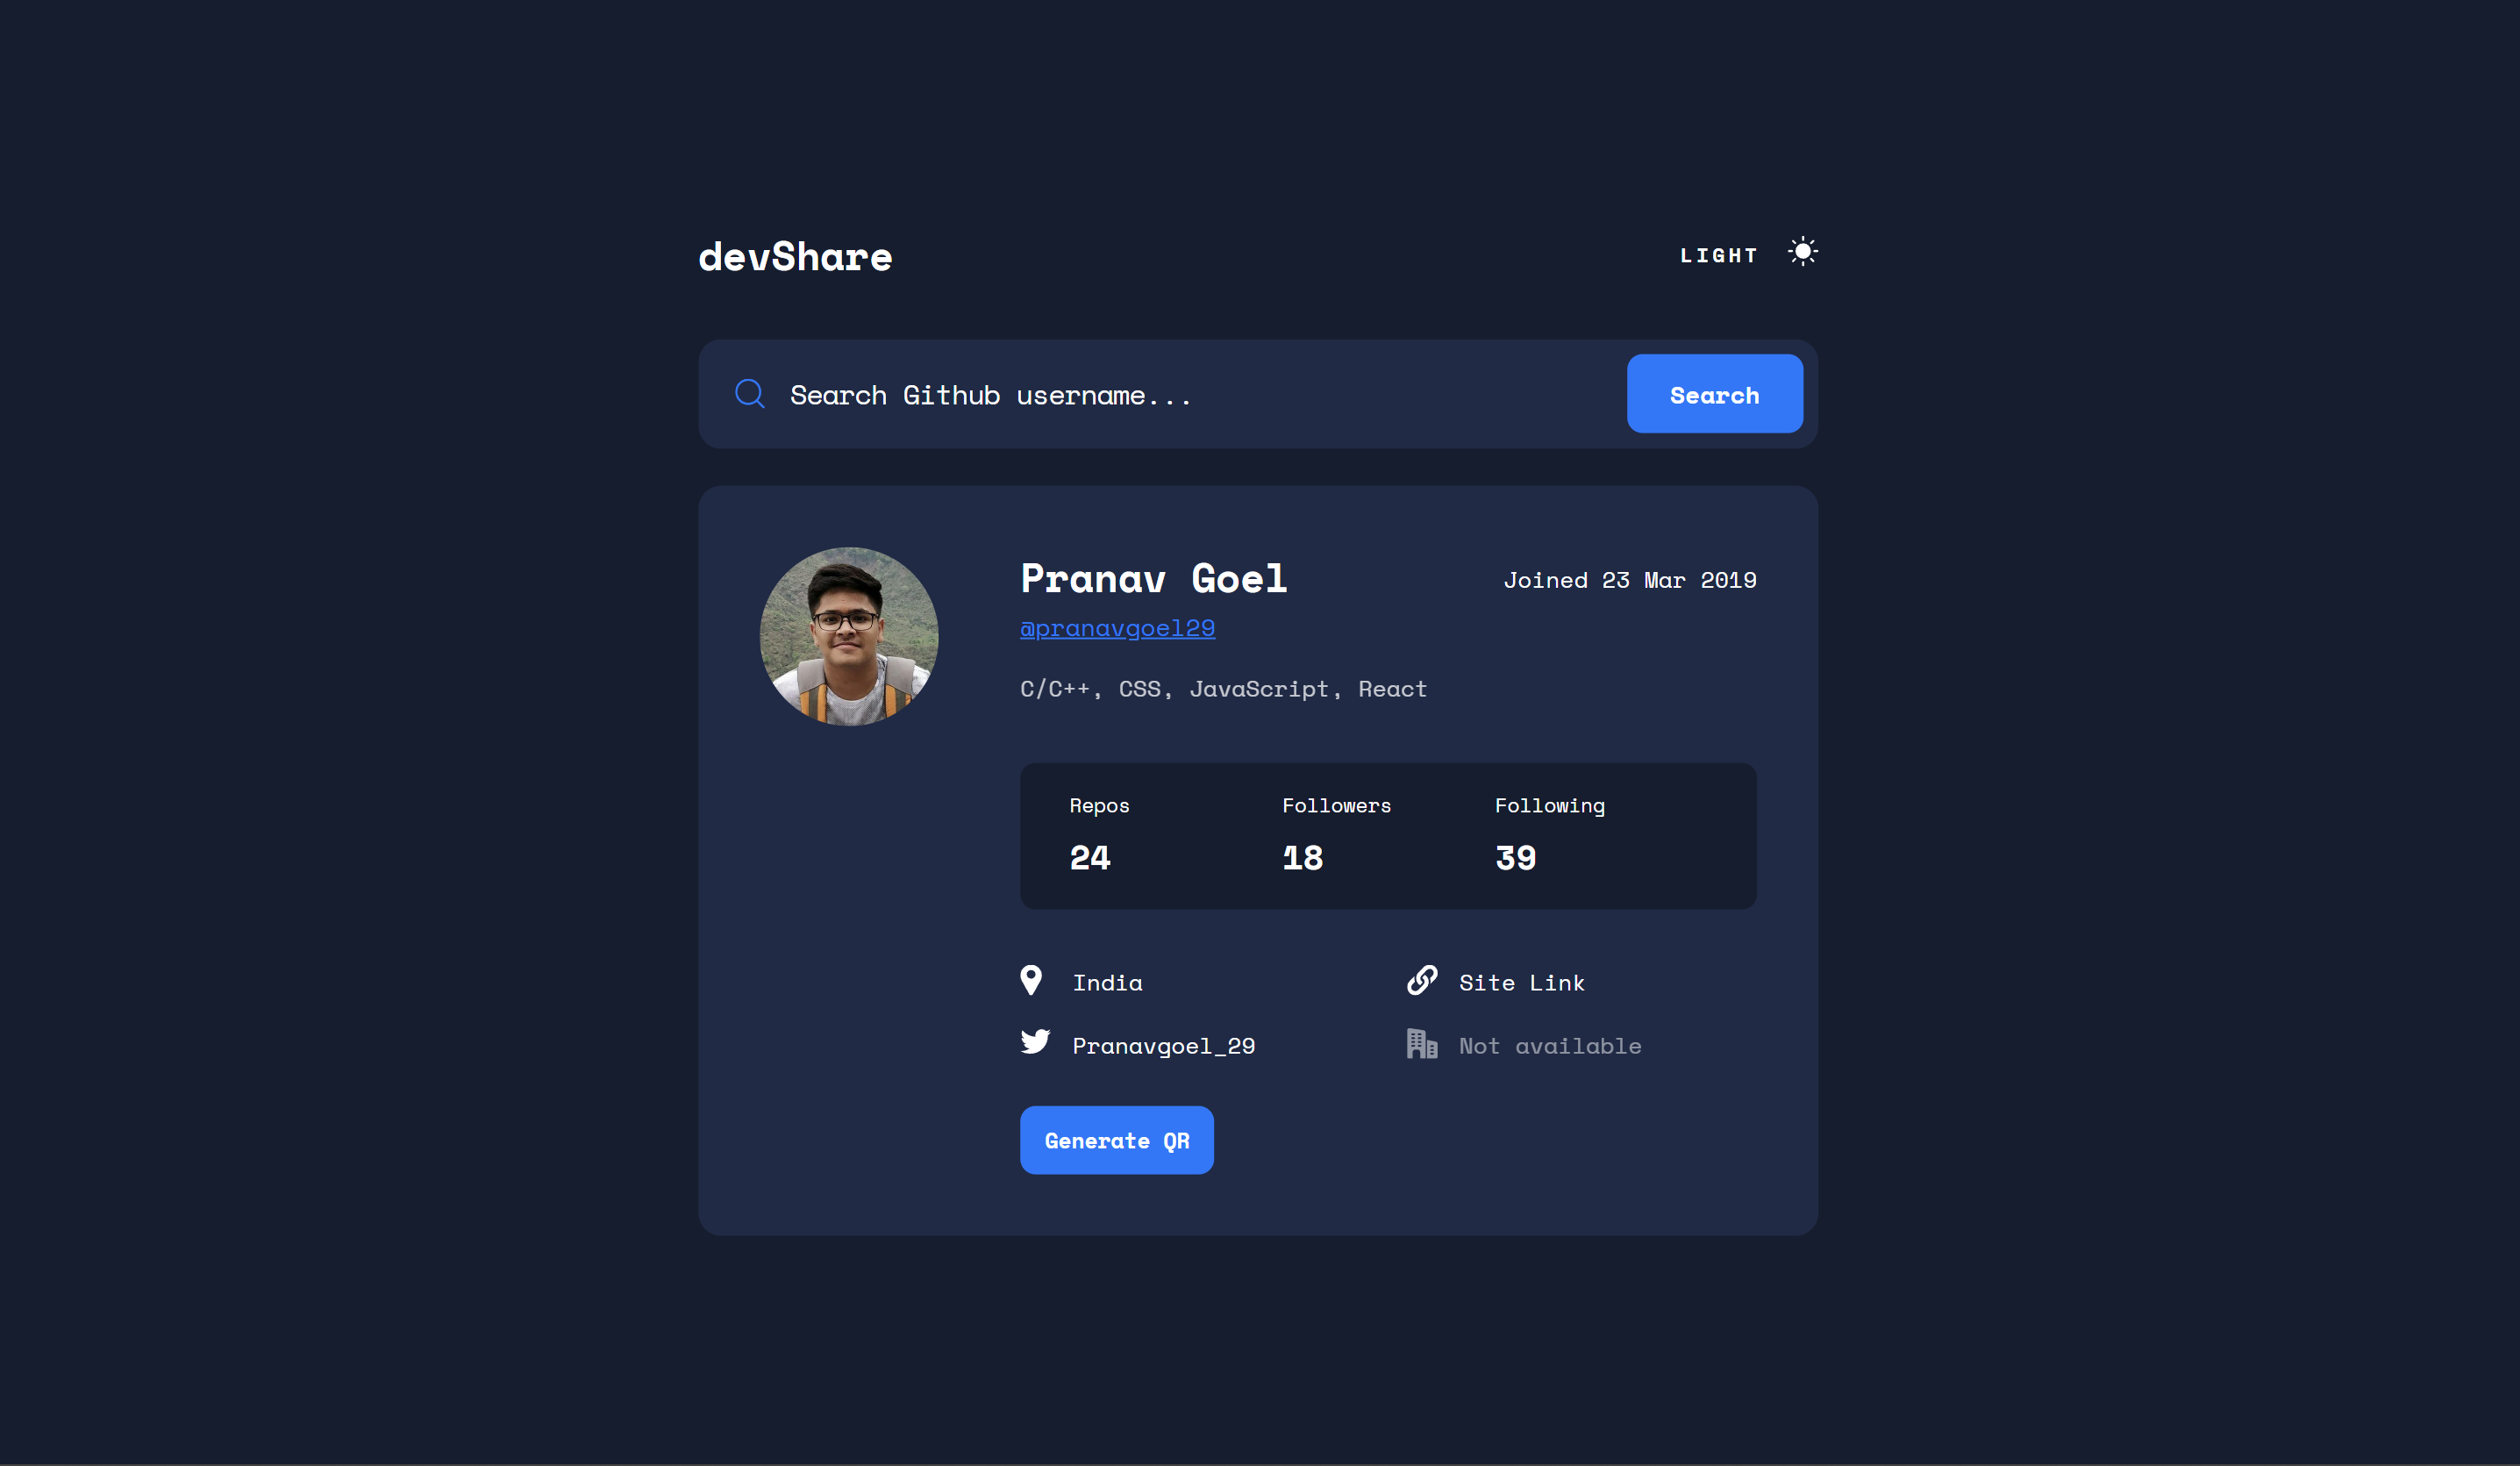 devShare
LIGHT
Search Github username...
Search
Pranav Goel
Joined 23 Mar 2019
@pranavgoel29
C/C++, CSS, JavaScript, React
Repos Followers Following
24 18 39
India
Site Link
Pranavgoel_29
Not available
Generate QR